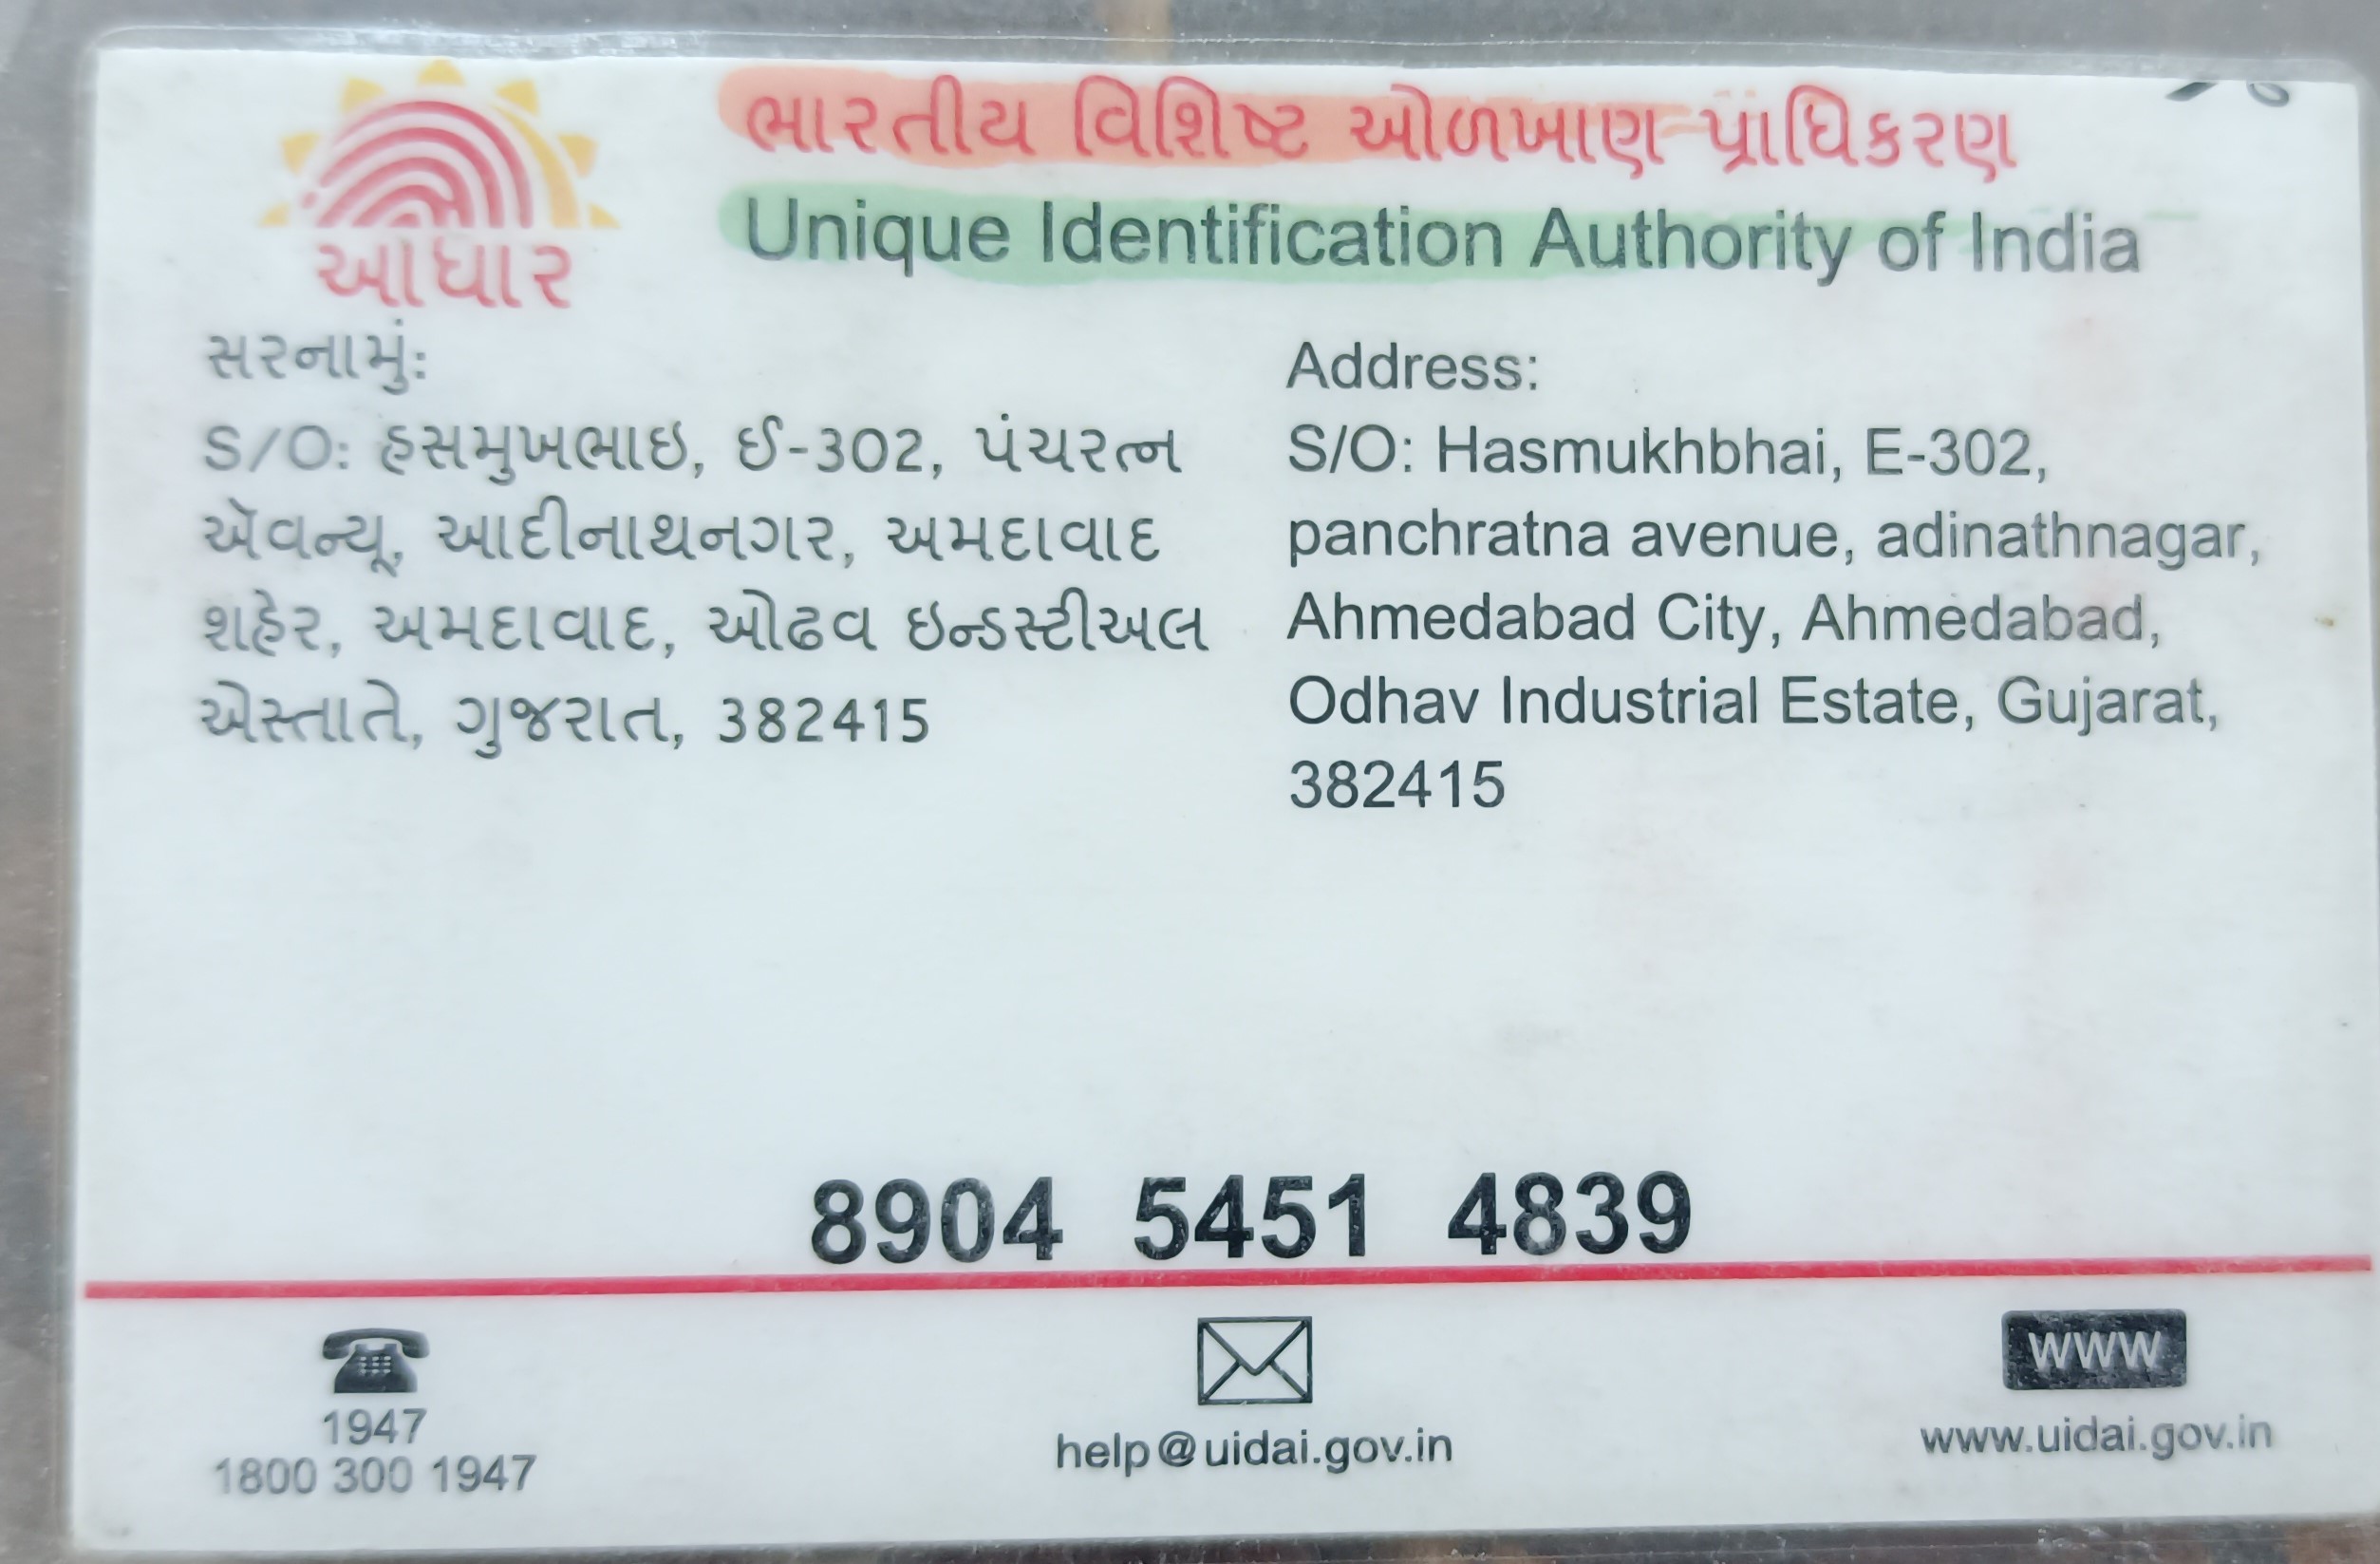 ભારતીય વિશિષ્ટ ઓળખાણ પ્રાધિકરણ
Unique Identification Authority of India
આધાર
સરનામું:
S/O: હસમુખભાઇ, ઈ-302, પંચરત્ન
ઍવન્યૂ, આદીનાથનગર, અમદાવાદ
શહેર, અમદાવાદ, ઓઢવ ઇન્ડસ્ટીઅલ
એસ્તાતે, ગુજરાત, 382415
Address:
S/O: Hasmukhbhai, E-302,
panchratna avenue, adinathnagar,
Ahmedabad City, Ahmedabad,
Odhav Industrial Estate, Gujarat,
382415
8904 5451 4839
1947
1800 300 1947
help@uidai.gov.in
www
www.uidai.gov.in